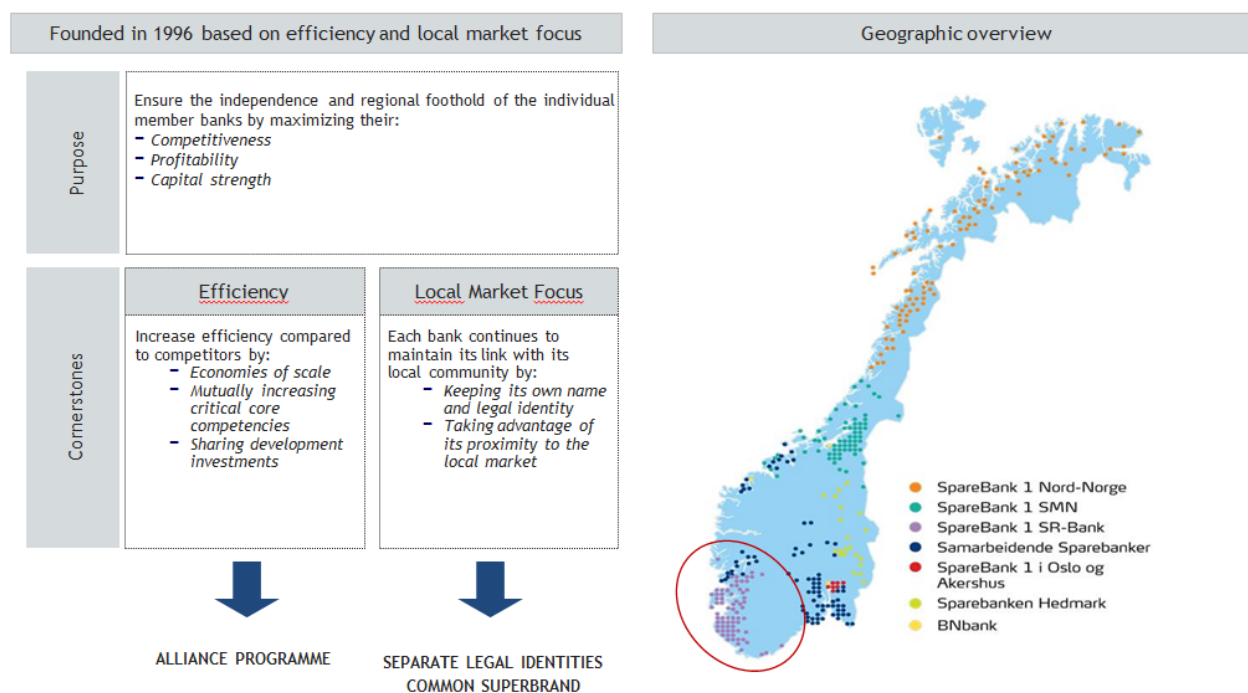 Founded in 1996 based on efficiency and local market focus
Purpose
Ensure the independence and regional foothold of the individual
member banks by maximizing their:
– Competitiveness
– Profitability
– Capital strength
Cornerstones
Efficiency
Increase efficiency compared
to competitors by:
– Economies of scale
– Mutually increasing
critical core
competencies
– Sharing development
investments
Local Market Focus
Each bank continues to
maintain its link with its
local community by:
– Keeping its own name
and legal identity
– Taking advantage of
its proximity to the
local market
ALLIANCE PROGRAMME
SEPARATE LEGAL IDENTITIES
COMMON SUPERBRAND
Geographic overview
SpareBank 1 Nord-Norge
SpareBank 1 SMN
SpareBank 1 SR-Bank
Samarbeidende Sparebanker
SpareBank 1 i Oslo og
Akershus
Sparebanken Hedmark
BNbank